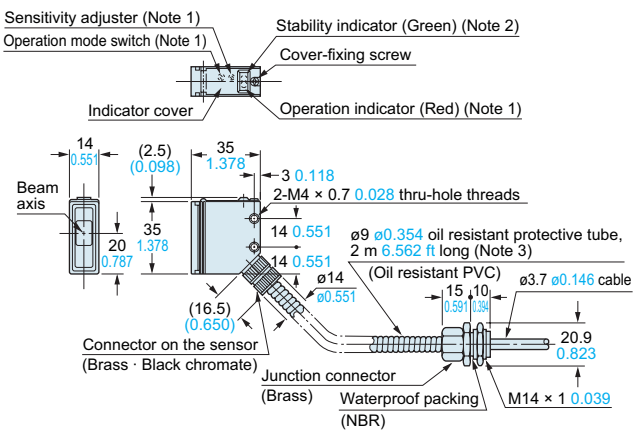 Sensitivity adjuster (Note 1)
Operation mode switch (Note 1)
Stability indicator (Green) (Note 2)
Cover-fixing screw
Indicator cover
Operation indicator (Red) (Note 1)
14
0.551
(2.5)
(0.098)
35
1.378
3 0.118
2-M4 × 0.7 0.028 thru-hole threads
Beam
axis
20
0.787
35
1.378
14 0.551
14 0.551
ø9 ø0.354 oil resistant protective tube,
2 m 6.562 ft long (Note 3)
(Oil resistant PVC)
ø14
ø0.551
(16.5)
(0.650)
15
0.591
10
0.394
ø3.7 ø0.146 cable
20.9
0.823
Connector on the sensor
(Brass · Black chromate)
Junction connector
(Brass)
Waterproof packing
(NBR)
M14 × 1 0.039